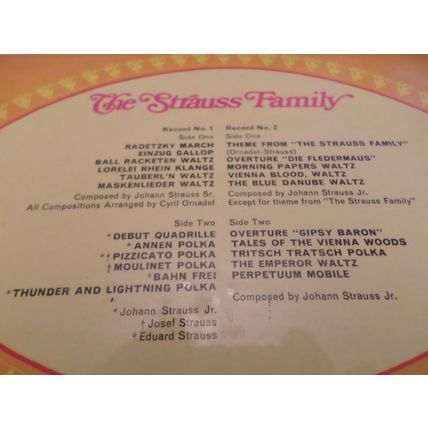 The Strauss Family
Record No. 1
Side One
RADETZKY MARCH
EINZUG GALLOP
BALL RACKETEN WALTZ
LORELEI RHEIN KLANGE
TAUBERL'N WALTZ
MASKENLIEDER WALTZ
Composed by Johann Strauss Sr.
All Compositions Arranged by Cyril Ornadel
Record No. 2
Side One
THEME FROM "THE STRAUSS FAMILY"
(Ornadel-Strauss)
OVERTURE "DIE FLEDERMAUS"
MORNING PAPERS WALTZ
VIENNA BLOOD, WALTZ
THE BLUE DANUBE WALTZ
Composed by Johann Strauss Jr.
Except for theme from "The Strauss Family"
Side Two
*DEBUT QUADRILLE
*ANNEN POLKA
*†PIZZICATO POLKA
†MOULINET POLKA
°BAHN FREI
*THUNDER AND LIGHTNING POLKA
*Johann Strauss Jr.
†Josef Strauss
°Eduard Strauss
Side Two
OVERTURE "GIPSY BARON"
TALES OF THE VIENNA WOODS
TRITSCH TRATSCH POLKA
THE EMPEROR WALTZ
PERPETUUM MOBILE
Composed by Johann Strauss Jr.